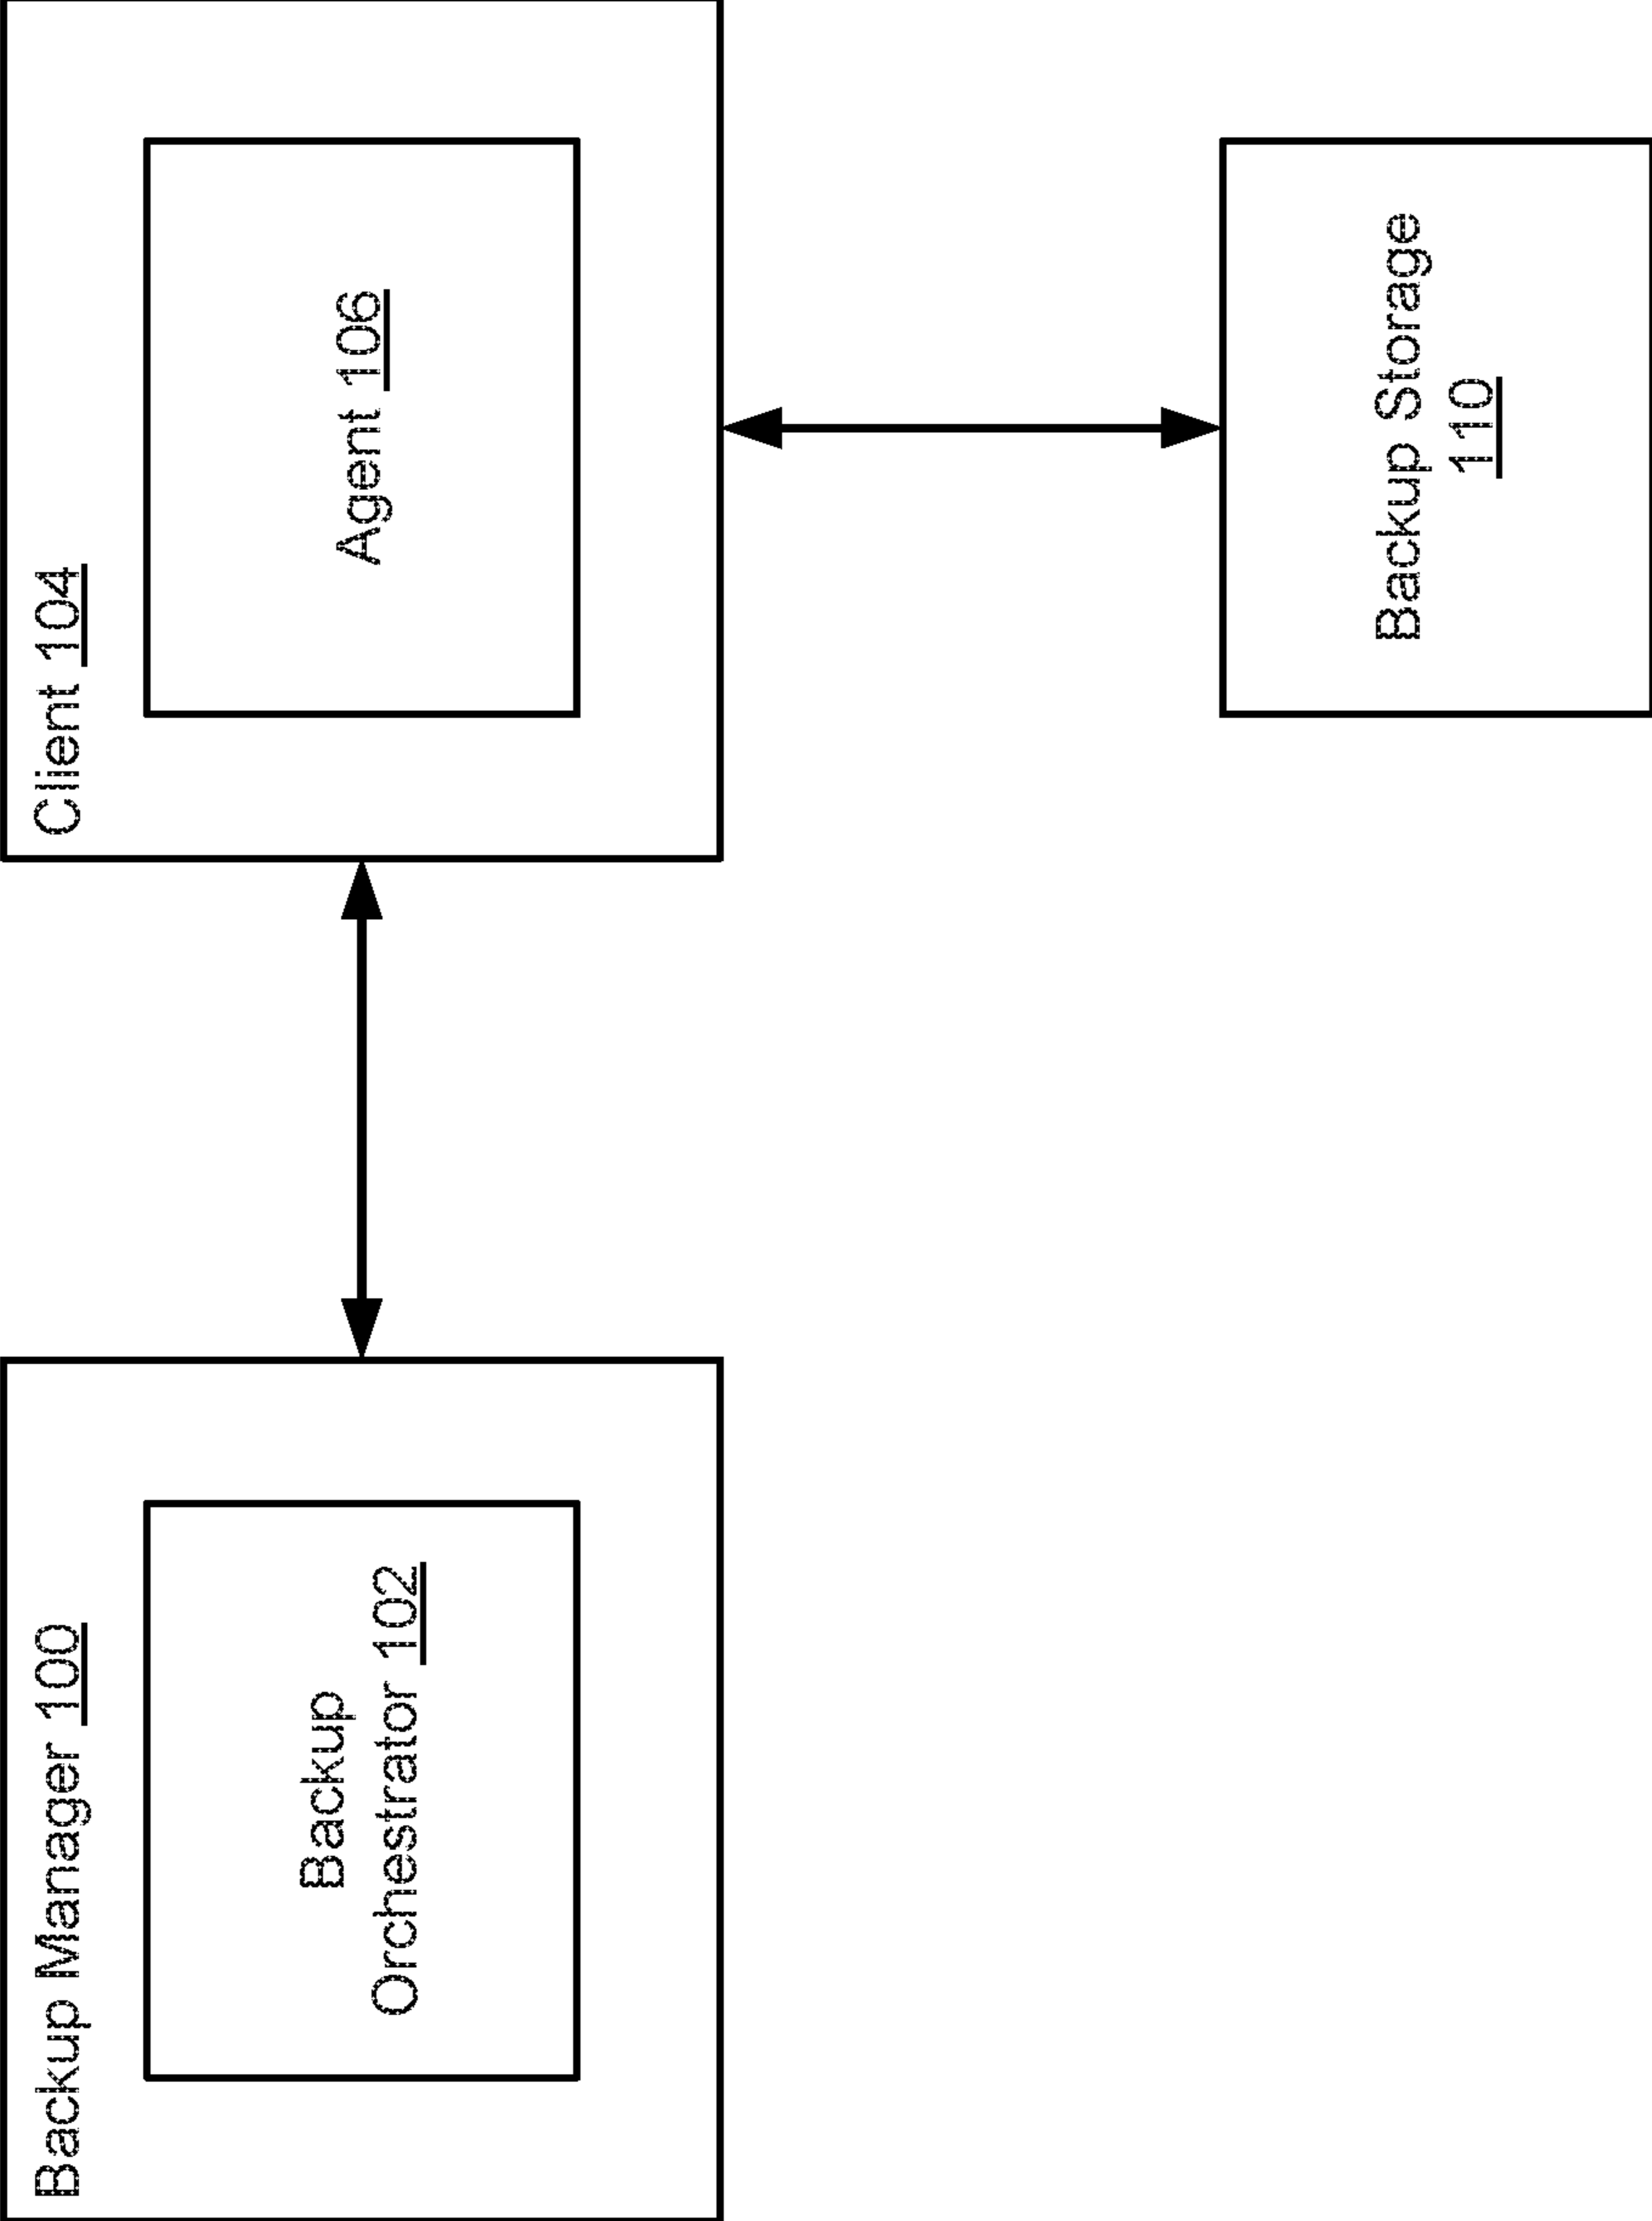 Backup Manager 100
Backup
Orchestrator 102
Client 104
Agent 106
Backup Storage
110